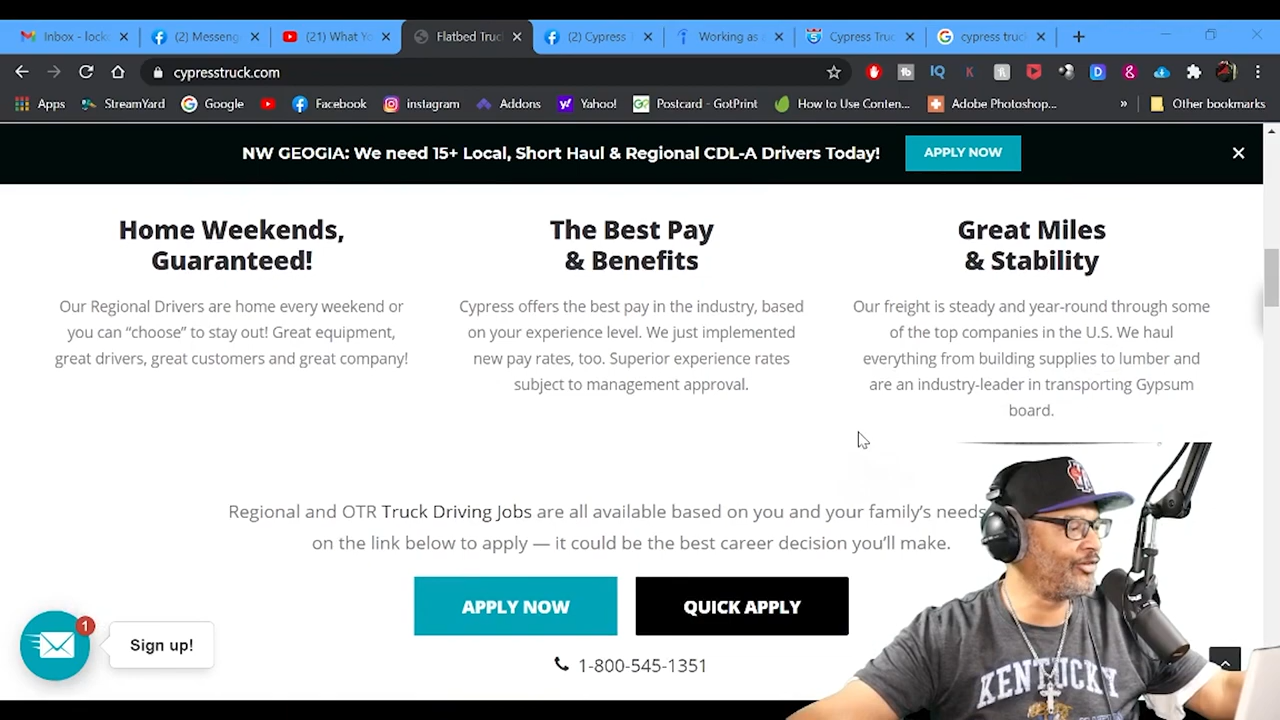 Inbox - lock
(2) Messeng
(21) What Yo
Flatbed Truc
(2) Cypress
Working as
Cypress Truc
cypress truc
cypresstruck.com
Apps
StreamYard
Google
Facebook
instagram
Addons
Yahoo!
Postcard - GotPrint
How to Use Conten...
Adobe Photoshop...
»
Other bookmarks
NW GEOGIA: We need 15+ Local, Short Haul & Regional CDL-A Drivers Today!
APPLY NOW
Home Weekends,
Guaranteed!
Our Regional Drivers are home every weekend or
you can “choose” to stay out! Great equipment,
great drivers, great customers and great company!
The Best Pay
& Benefits
Cypress offers the best pay in the industry, based
on your experience level. We just implemented
new pay rates, too. Superior experience rates
subject to management approval.
Great Miles
& Stability
Our freight is steady and year-round through some
of the top companies in the U.S. We haul
everything from building supplies to lumber and
are an industry-leader in transporting Gypsum
board.
Regional and OTR Truck Driving Jobs are all available based on you and your family’s needs
on the link below to apply — it could be the best career decision you’ll make.
APPLY NOW
QUICK APPLY
1-800-545-1351
1
Sign up!
KENTUCKY